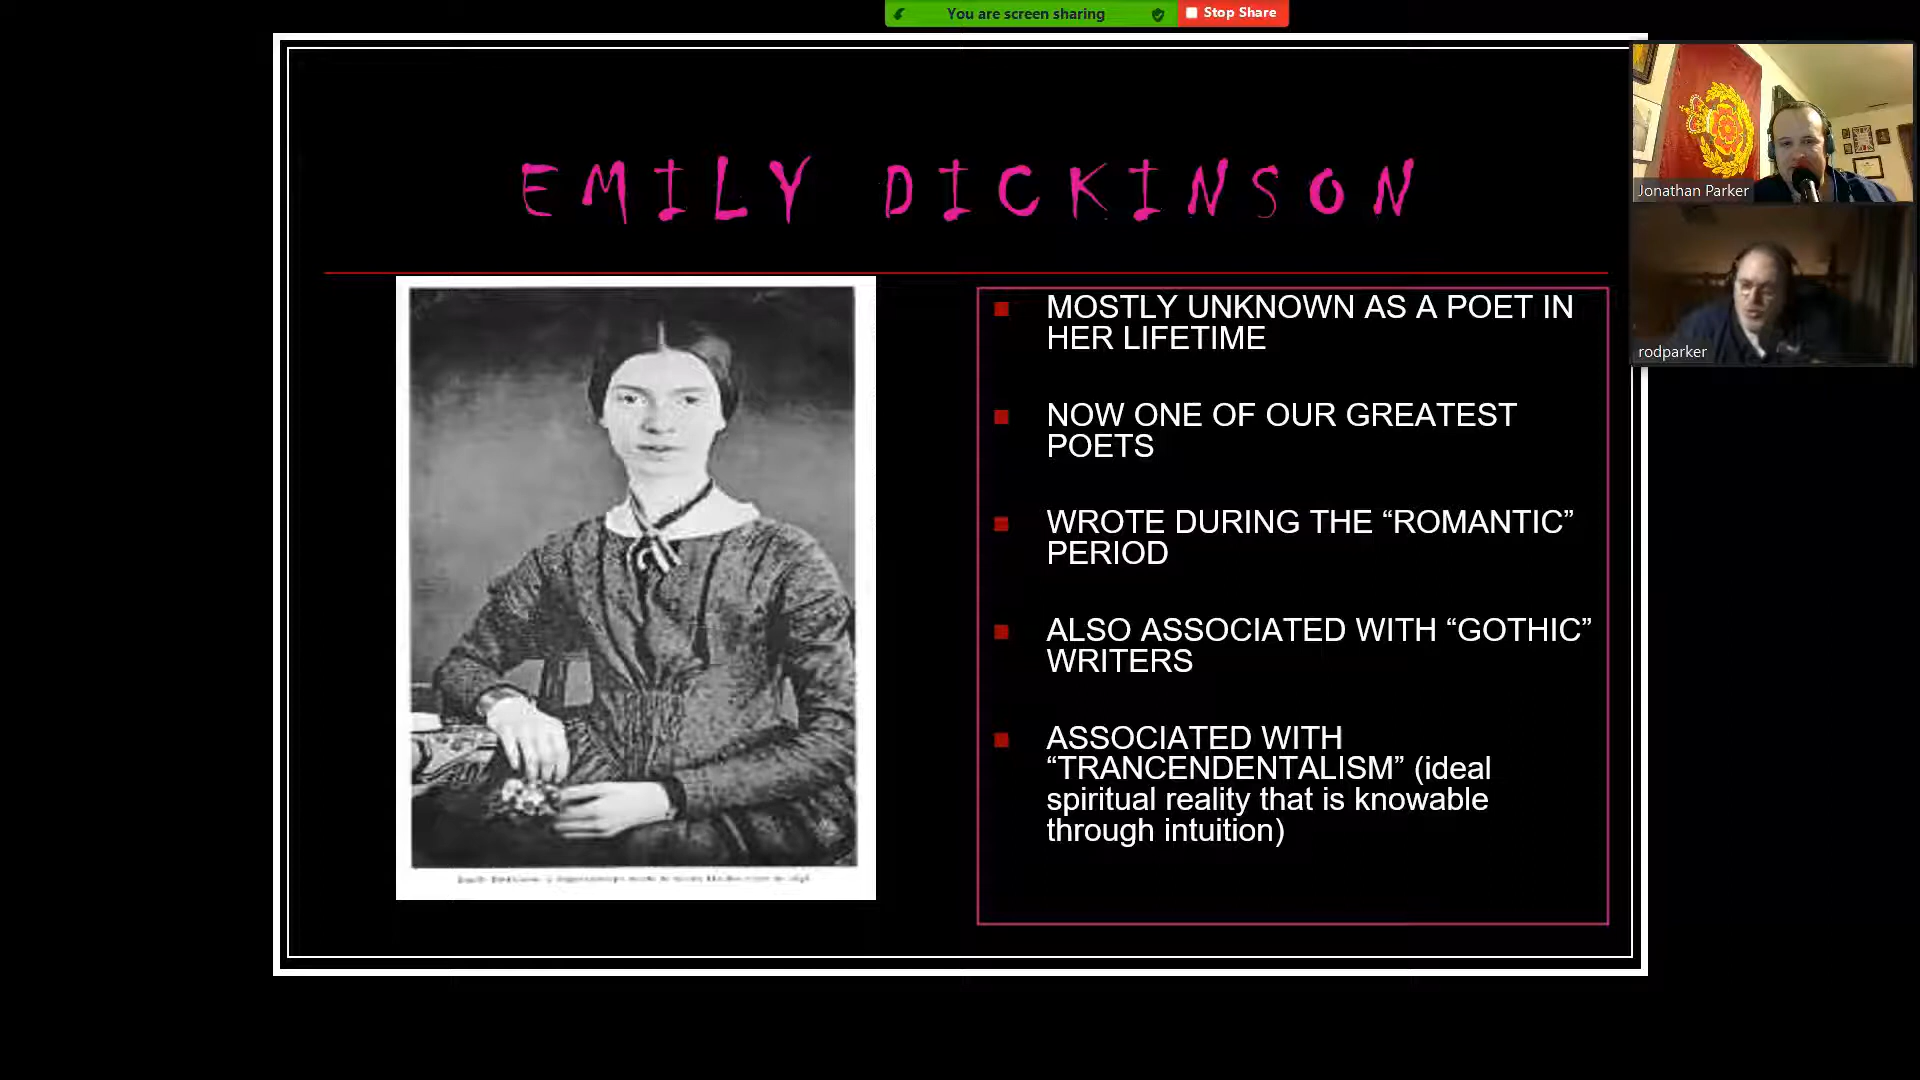 You are screen sharing
Stop Share
EMILY DICKINSON
MOSTLY UNKNOWN AS A POET IN
HER LIFETIME
NOW ONE OF OUR GREATEST
POETS
WROTE DURING THE “ROMANTIC”
PERIOD
ALSO ASSOCIATED WITH “GOTHIC”
WRITERS
ASSOCIATED WITH
“TRANCENDENTALISM” (ideal
spiritual reality that is knowable
through intuition)
Jonathan Parker
rodparker